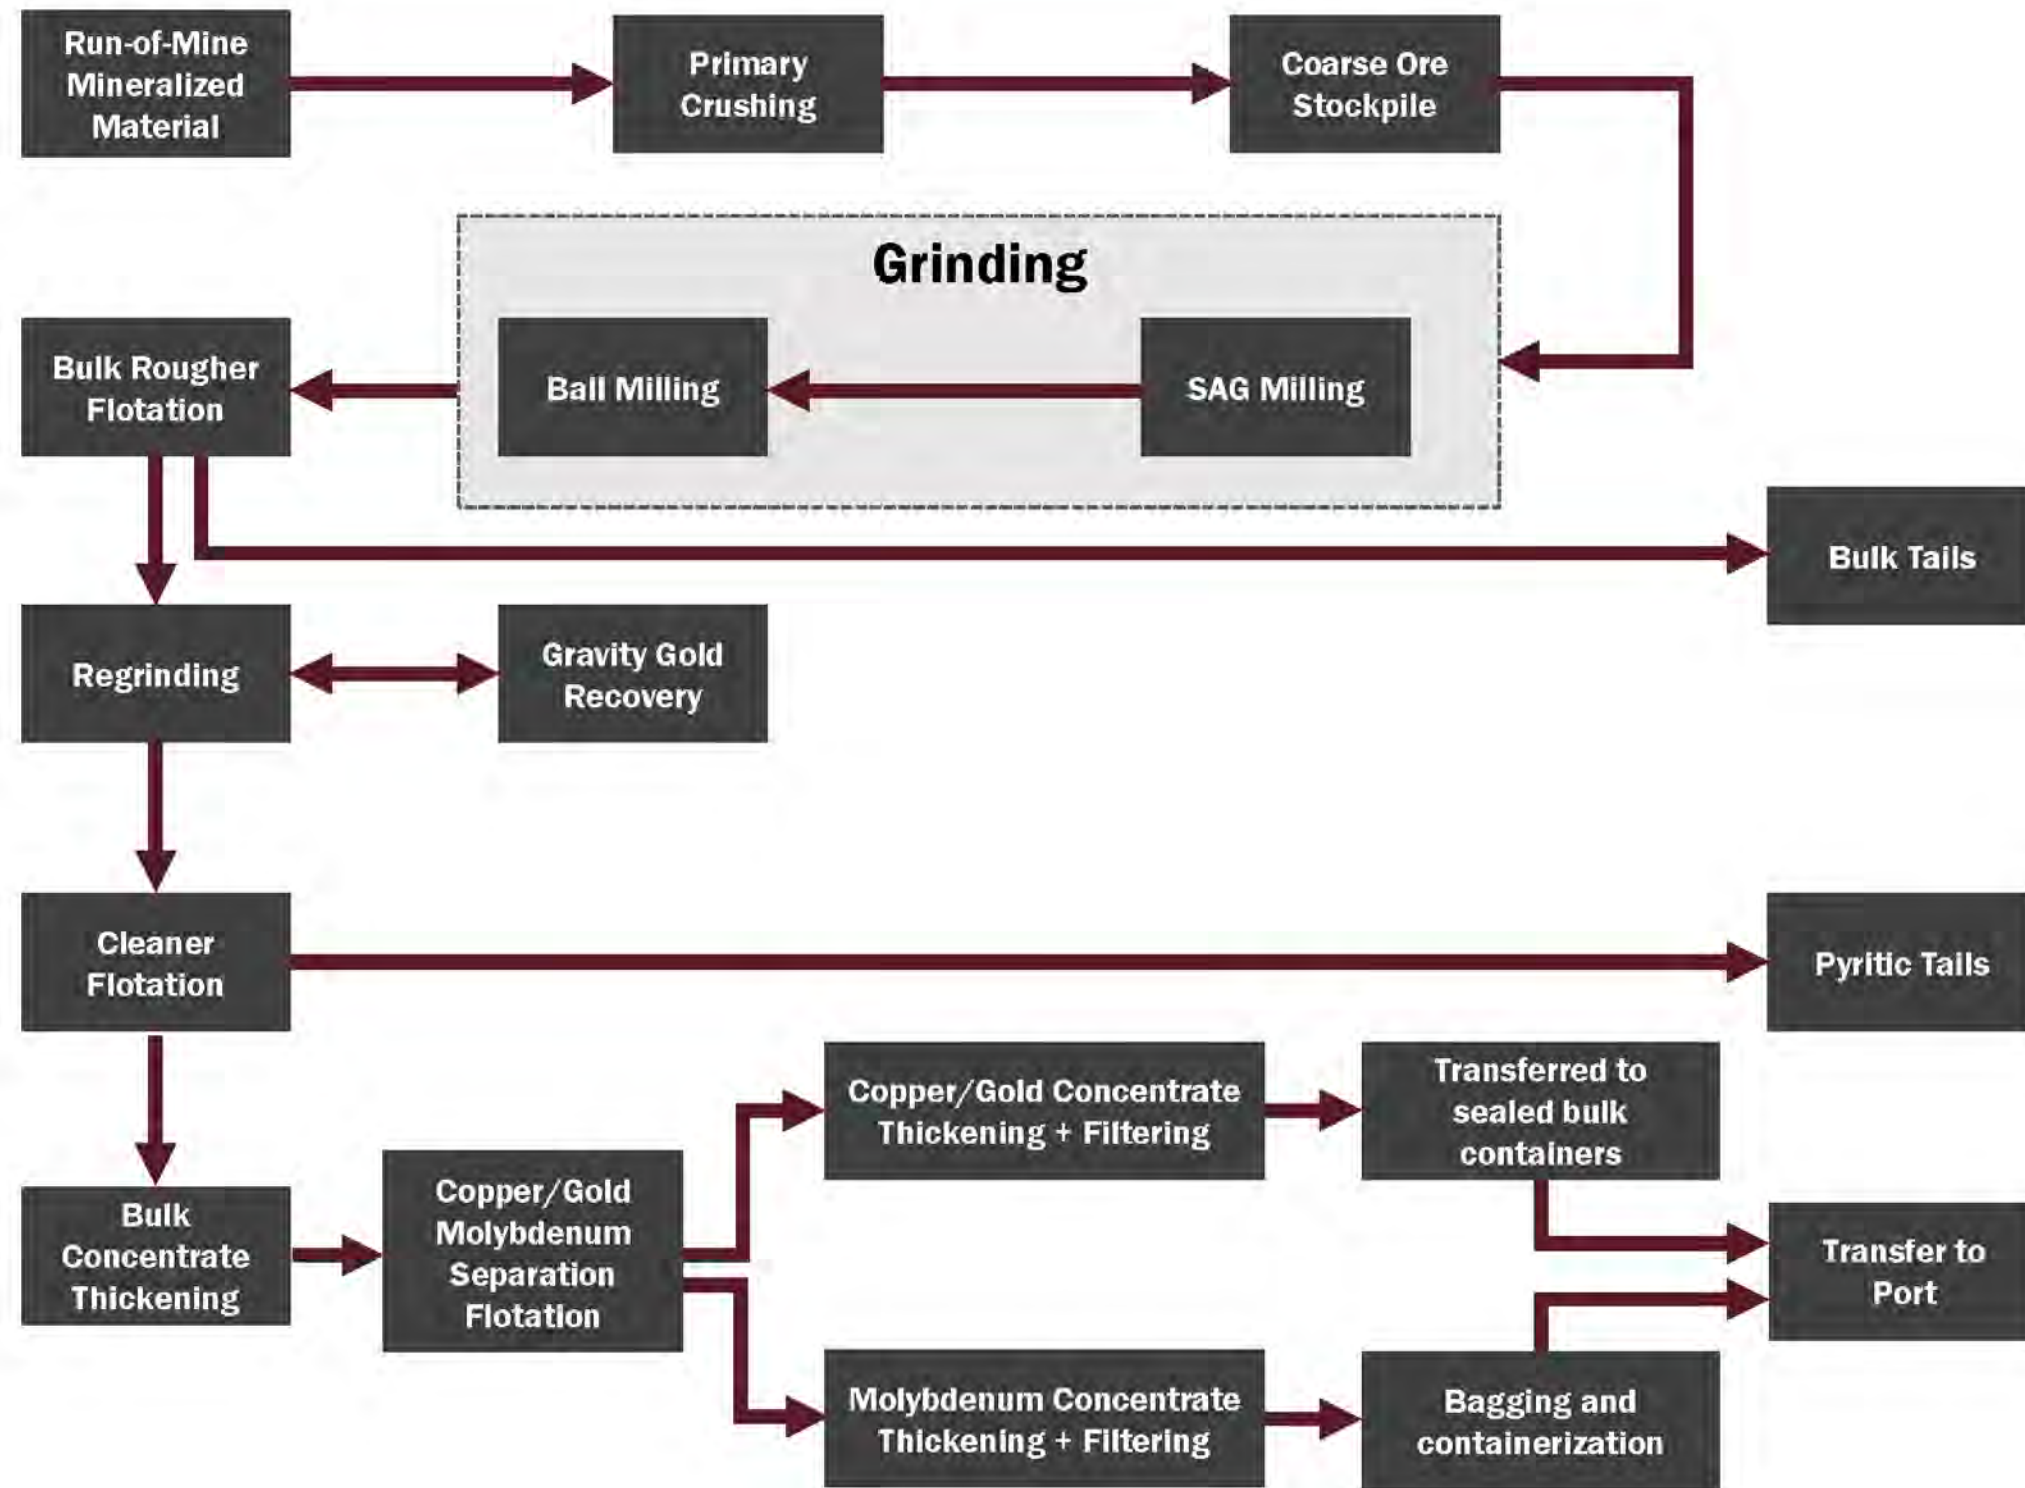 Run-of-Mine
Mineralized
Material
Primary
Crushing
Coarse Ore
Stockpile
Grinding
Bulk Rougher
Flotation
Ball Milling
SAG Milling
Bulk Tails
Regrinding
Gravity Gold
Recovery
Cleaner
Flotation
Pyritic Tails
Copper/Gold Concentrate
Thickening + Filtering
Transferred to
sealed bulk
containers
Bulk
Concentrate
Thickening
Copper/Gold
Molybdenum
Separation
Flotation
Transfer to
Port
Molybdenum Concentrate
Thickening + Filtering
Bagging and
containerization